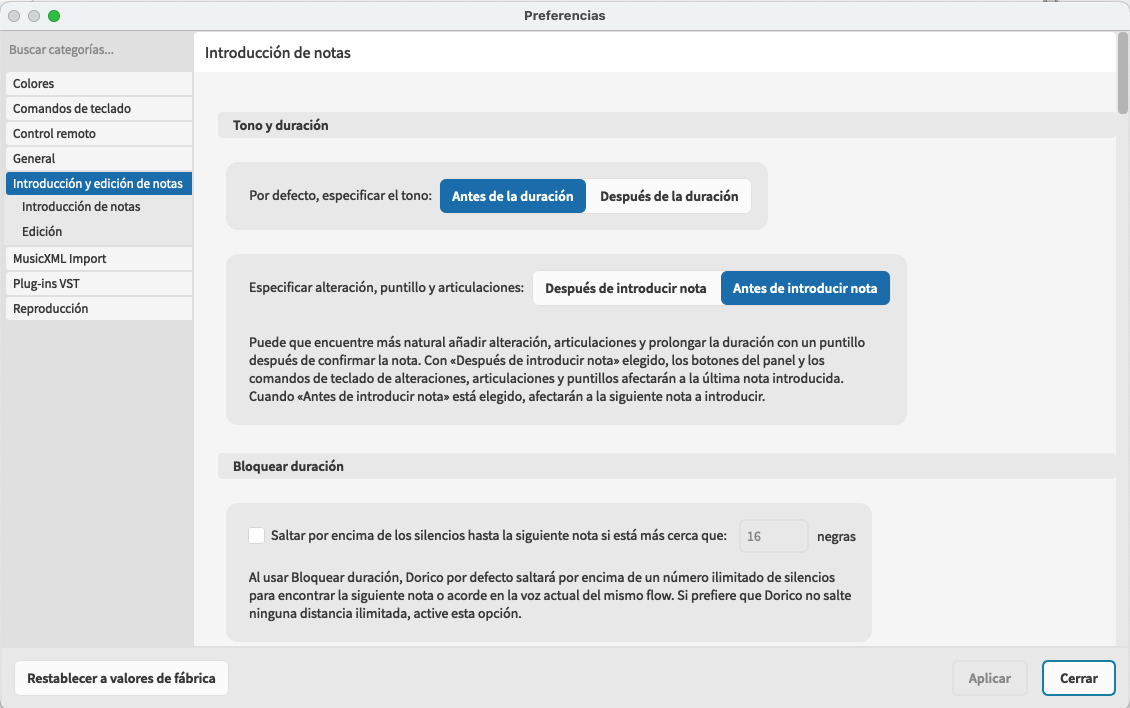 Preferencias
Buscar categorías...
Colores
Comandos de teclado
Control remoto
General
Introducción y edición de notas
Introducción de notas
Edición
MusicXML Import
Plug-ins VST
Reproducción
Introducción de notas
Tono y duración
Por defecto, especificar el tono: Antes de la duración Después de la duración
Especificar alteración, puntillo y articulaciones: Después de introducir nota Antes de introducir nota
Puede que encuentre más natural añadir alteración, articulaciones y prolongar la duración con un puntillo
después de confirmar la nota. Con «Después de introducir nota» elegido, los botones del panel y los
comandos de teclado de alteraciones, articulaciones y puntillos afectarán a la última nota introducida.
Cuando «Antes de introducir nota» está elegido, afectarán a la siguiente nota a introducir.
Bloquear duración
Saltar por encima de los silencios hasta la siguiente nota si está más cerca que: 16 negras
Al usar Bloquear duración, Dorico por defecto saltará por encima de un número ilimitado de silencios
para encontrar la siguiente nota o acorde en la voz actual del mismo flow. Si prefiere que Dorico no salte
ninguna distancia ilimitada, active esta opción.
Restablecer a valores de fábrica
Aplicar
Cerrar